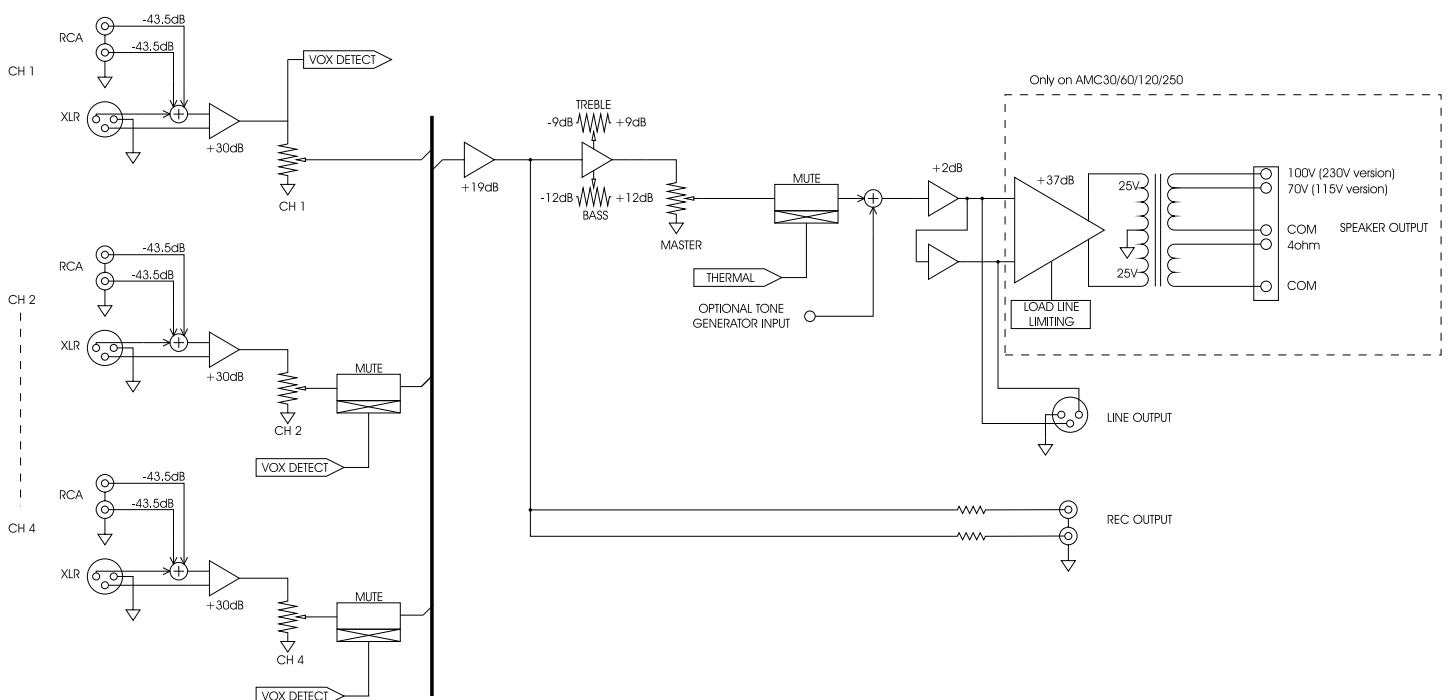 -43.5dB
RCA
-43.5dB
CH 1
XLR
+30dB
VOX DETECT
CH 1
+19dB
TREBLE
-9dB +9dB
-12dB +12dB
BASS
MASTER
MUTE
THERMAL
OPTIONAL TONE
GENERATOR INPUT
+2dB
Only on AMC30/60/120/250
+37dB
25V
25V
LOAD LINE
LIMITING
100V (230V version)
70V (115V version)
COM
4ohm
COM
SPEAKER OUTPUT
LINE OUTPUT
REC OUTPUT
-43.5dB
RCA
-43.5dB
CH 2
XLR
+30dB
CH 2
MUTE
VOX DETECT
-43.5dB
RCA
-43.5dB
CH 4
XLR
+30dB
CH 4
MUTE
VOX DETECT